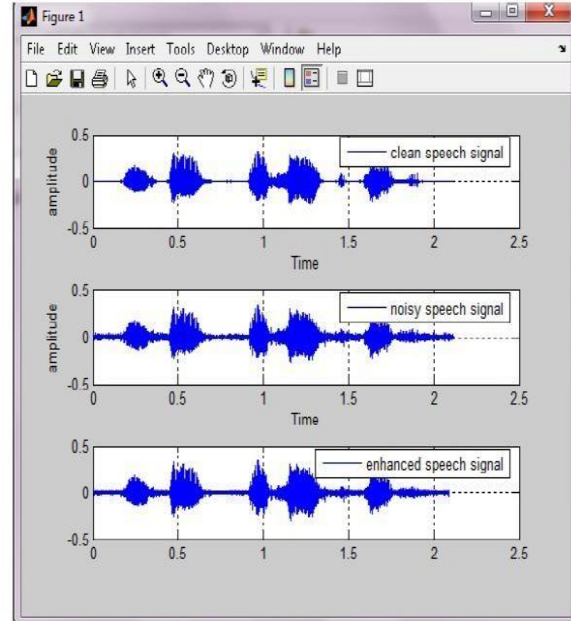 Figure 1
File Edit View Insert Tools Desktop Window Help
0.5
0
-0.5
amplitude
clean speech signal
0 0.5 1 1.5 2 2.5
Time
0.5
0
-0.5
amplitude
noisy speech signal
0 0.5 1 1.5 2 2.5
Time
0.5
0
-0.5
enhanced speech signal
0 0.5 1 1.5 2 2.5